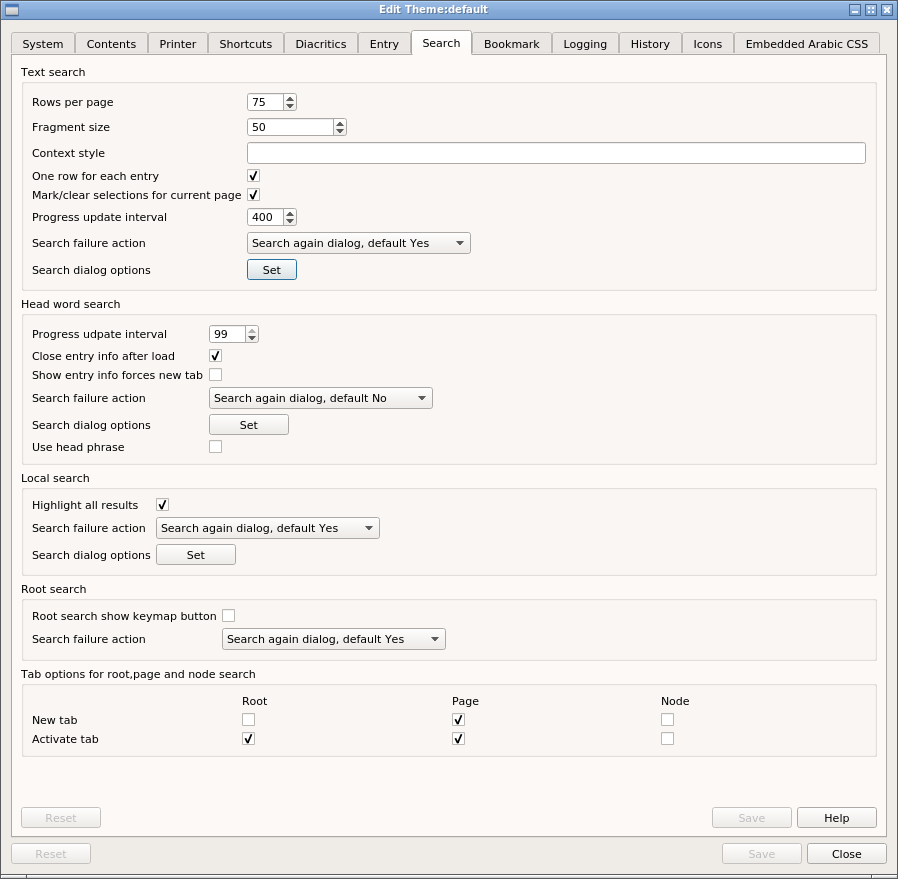 Edit Theme:default
System Contents Printer Shortcuts Diacritics Entry Search Bookmark Logging History Icons Embedded Arabic CSS
Text search
Rows per page 75
Fragment size 50
Context style
One row for each entry
Mark/clear selections for current page
Progress update interval 400
Search failure action Search again dialog, default Yes
Search dialog options Set
Head word search
Progress udpate interval 99
Close entry info after load
Show entry info forces new tab
Search failure action Search again dialog, default No
Search dialog options Set
Use head phrase
Local search
Highlight all results
Search failure action Search again dialog, default Yes
Search dialog options Set
Root search
Root search show keymap button
Search failure action Search again dialog, default Yes
Tab options for root,page and node search
Root Page Node
New tab
Activate tab
Reset Save Help
Reset Save Close